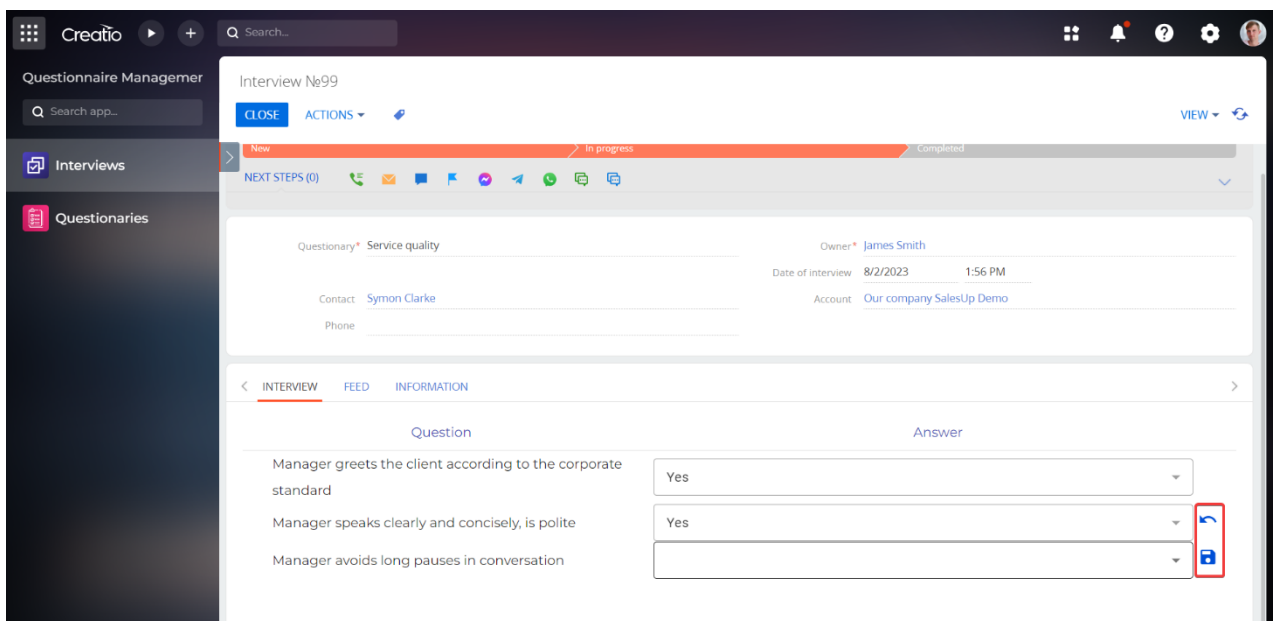 Creatio
Search...
Questionnaire Managemer
Search app...
Interviews
Questionaries
Interview №99
CLOSE ACTIONS
VIEW
New In progress Completed
NEXT STEPS (0)
Questionary* Service quality
Owner* James Smith
Date of interview 8/2/2023 1:56 PM
Contact Symon Clarke
Account Our company SalesUp Demo
Phone
INTERVIEW FEED INFORMATION
Question Answer
Manager greets the client according to the corporate
standard
Yes
Manager speaks clearly and concisely, is polite Yes
Manager avoids long pauses in conversation